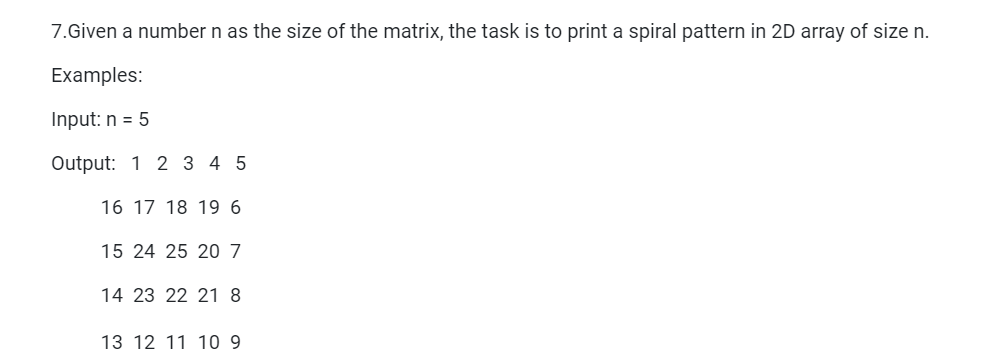 7.Given a number n as the size of the matrix, the task is to print a spiral pattern in 2D array of size n.
Examples:
Input: n = 5
Output: 1 2 3 4 5
16 17 18 19 6
15 24 25 20 7
14 23 22 21 8
13 12 11 10 9